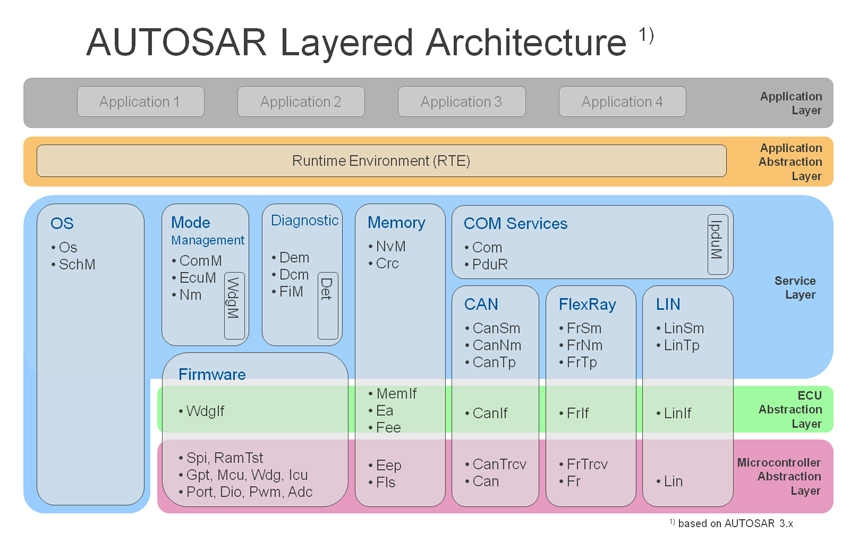 AUTOSAR Layered Architecture 1)
Application 1
Application 2
Application 3
Application 4
Application
Layer
Runtime Environment (RTE)
Application
Abstraction
Layer
OS
• Os
• SchM
Mode
Management
• ComM
• EcuM
• Nm
WdgM
Diagnostic
• Dem
• Dcm
• FiM
Det
Memory
• NvM
• Crc
COM Services
• Com
• PduR
IpduM
CAN
• CanSm
• CanNm
• CanTp
FlexRay
• FrSm
• FrNm
• FrTp
LIN
• LinSm
• LinTp
Service
Layer
Firmware
• WdgIf
• MemIf
• Ea
• Fee
• CanIf
• FrIf
• LinIf
ECU
Abstraction
Layer
• Spi, RamTst
• Gpt, Mcu, Wdg, Icu
• Port, Dio, Pwm, Adc
• Eep
• Fls
• CanTrcv
• Can
• FrTrcv
• Fr
• Lin
Microcontroller
Abstraction
Layer
1) based on AUTOSAR 3.x